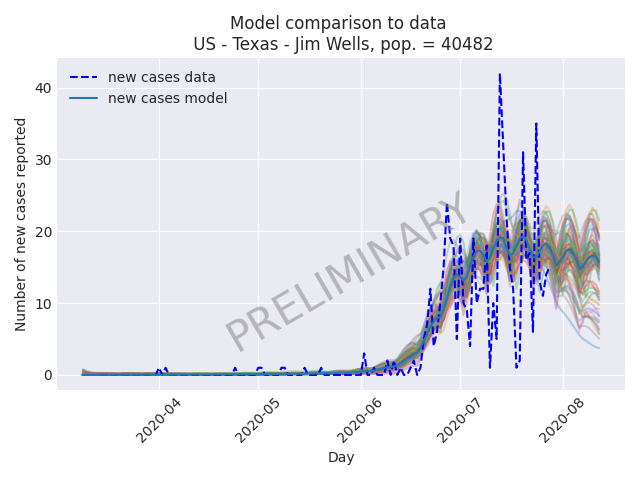 Model comparison to data
US - Texas - Jim Wells, pop. = 40482
new cases data
new cases model
PRELIMINARY
Number of new cases reported
40
30
20
10
0
2020-04
2020-05
2020-06
2020-07
2020-08
Day